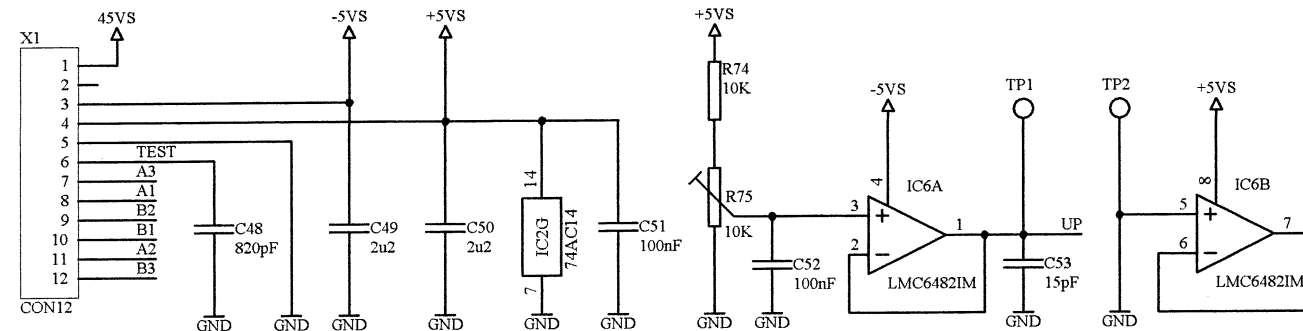 45VS
-5VS
+5VS
+5VS
X1
1
2
3
4
5
6
7
8
9
10
11
12
CON12
TEST
A3
A1
B2
B1
A2
B3
C48
820pF
C49
2u2
C50
2u2
14
IC2G
74AC14
7
C51
100nF
R74
10K
R75
10K
C52
100nF
-5VS
4
IC6A
3
+
2
−
1
LMC6482IM
TP1
UP
C53
15pF
TP2
+5VS
8
IC6B
5
+
6
−
7
LMC6482IM
GND
GND
GND
GND
GND
GND
GND
GND
GND
GND